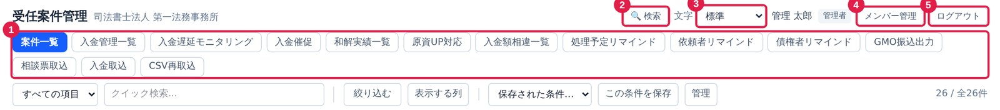 受任案件管理 司法書士法人 第一法務事務所 2 🔍 検索 文字 3 標準 管理 太郎 管理者 4 メンバー管理 5 ログアウト
1
案件一覧 入金管理一覧 入金遅延モニタリング 入金催促 和解実績一覧 原資UP対応 入金額相違一覧 処理予定リマインド 依頼者リマインド 債権者リマインド GMO振込出力
相談票取込 入金取込 CSV再取込
すべての項目 クイック検索... 絞り込む 表示する列 保存された条件... この条件を保存 管理 26 / 全26件